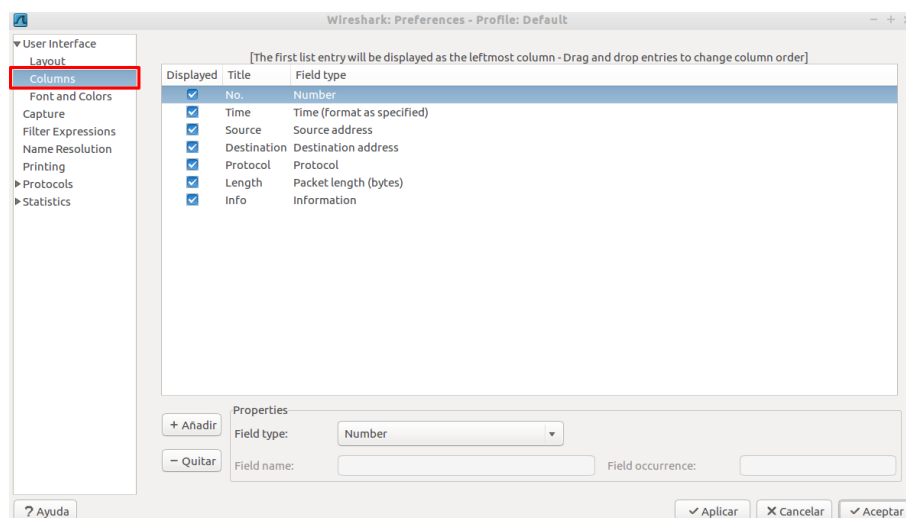 Wireshark: Preferences - Profile: Default
User Interface
Layout
Columns
Font and Colors
Capture
Filter Expressions
Name Resolution
Printing
Protocols
Statistics
[The first list entry will be displayed as the leftmost column - Drag and drop entries to change column order]
Displayed Title Field type
No. Number
Time Time (format as specified)
Source Source address
Destination Destination address
Protocol Protocol
Length Packet length (bytes)
Info Information
+ Añadir
− Quitar
Properties
Field type: Number
Field name: Field occurrence:
? Ayuda
Aplicar Cancelar Aceptar